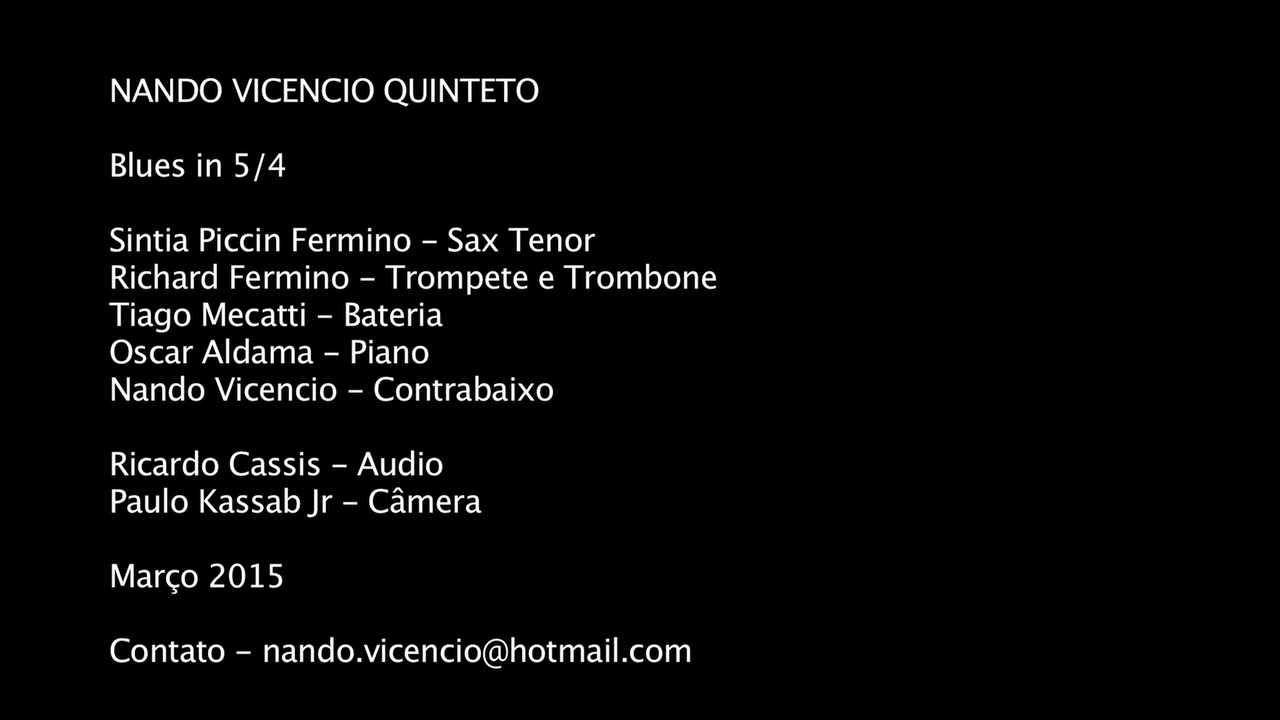 NANDO VICENCIO QUINTETO
Blues in 5/4
Sintia Piccin Fermino – Sax Tenor
Richard Fermino – Trompete e Trombone
Tiago Mecatti – Bateria
Oscar Aldama – Piano
Nando Vicencio – Contrabaixo
Ricardo Cassis – Audio
Paulo Kassab Jr – Câmera
Março 2015
Contato – nando.vicencio@hotmail.com